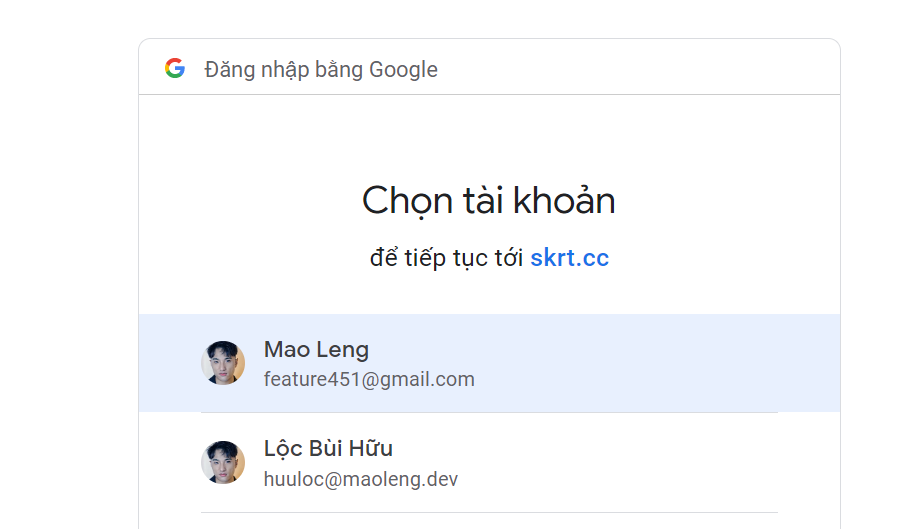 Đăng nhập bằng Google
Chọn tài khoản
để tiếp tục tới skrt.cc
Mao Leng
feature451@gmail.com
Lộc Bùi Hữu
huuloc@maoleng.dev